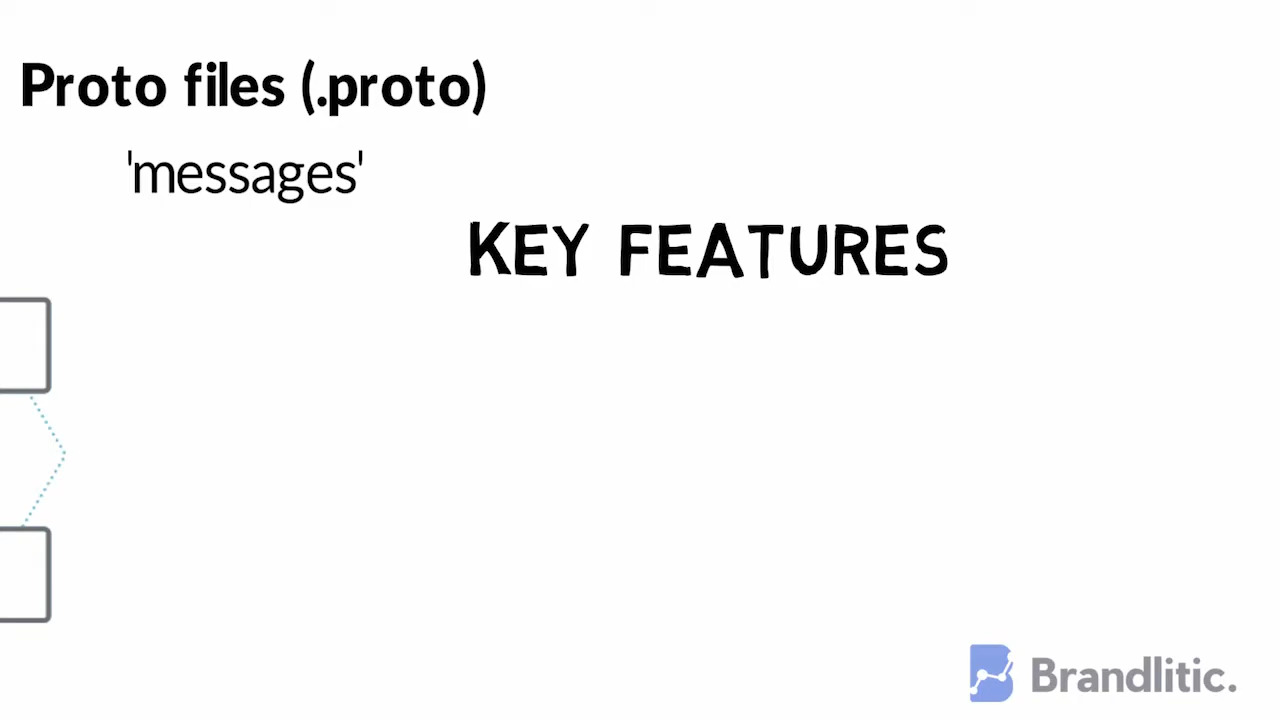 Proto files (.proto)
'messages'
KEY FEATURES
Brandlitic.